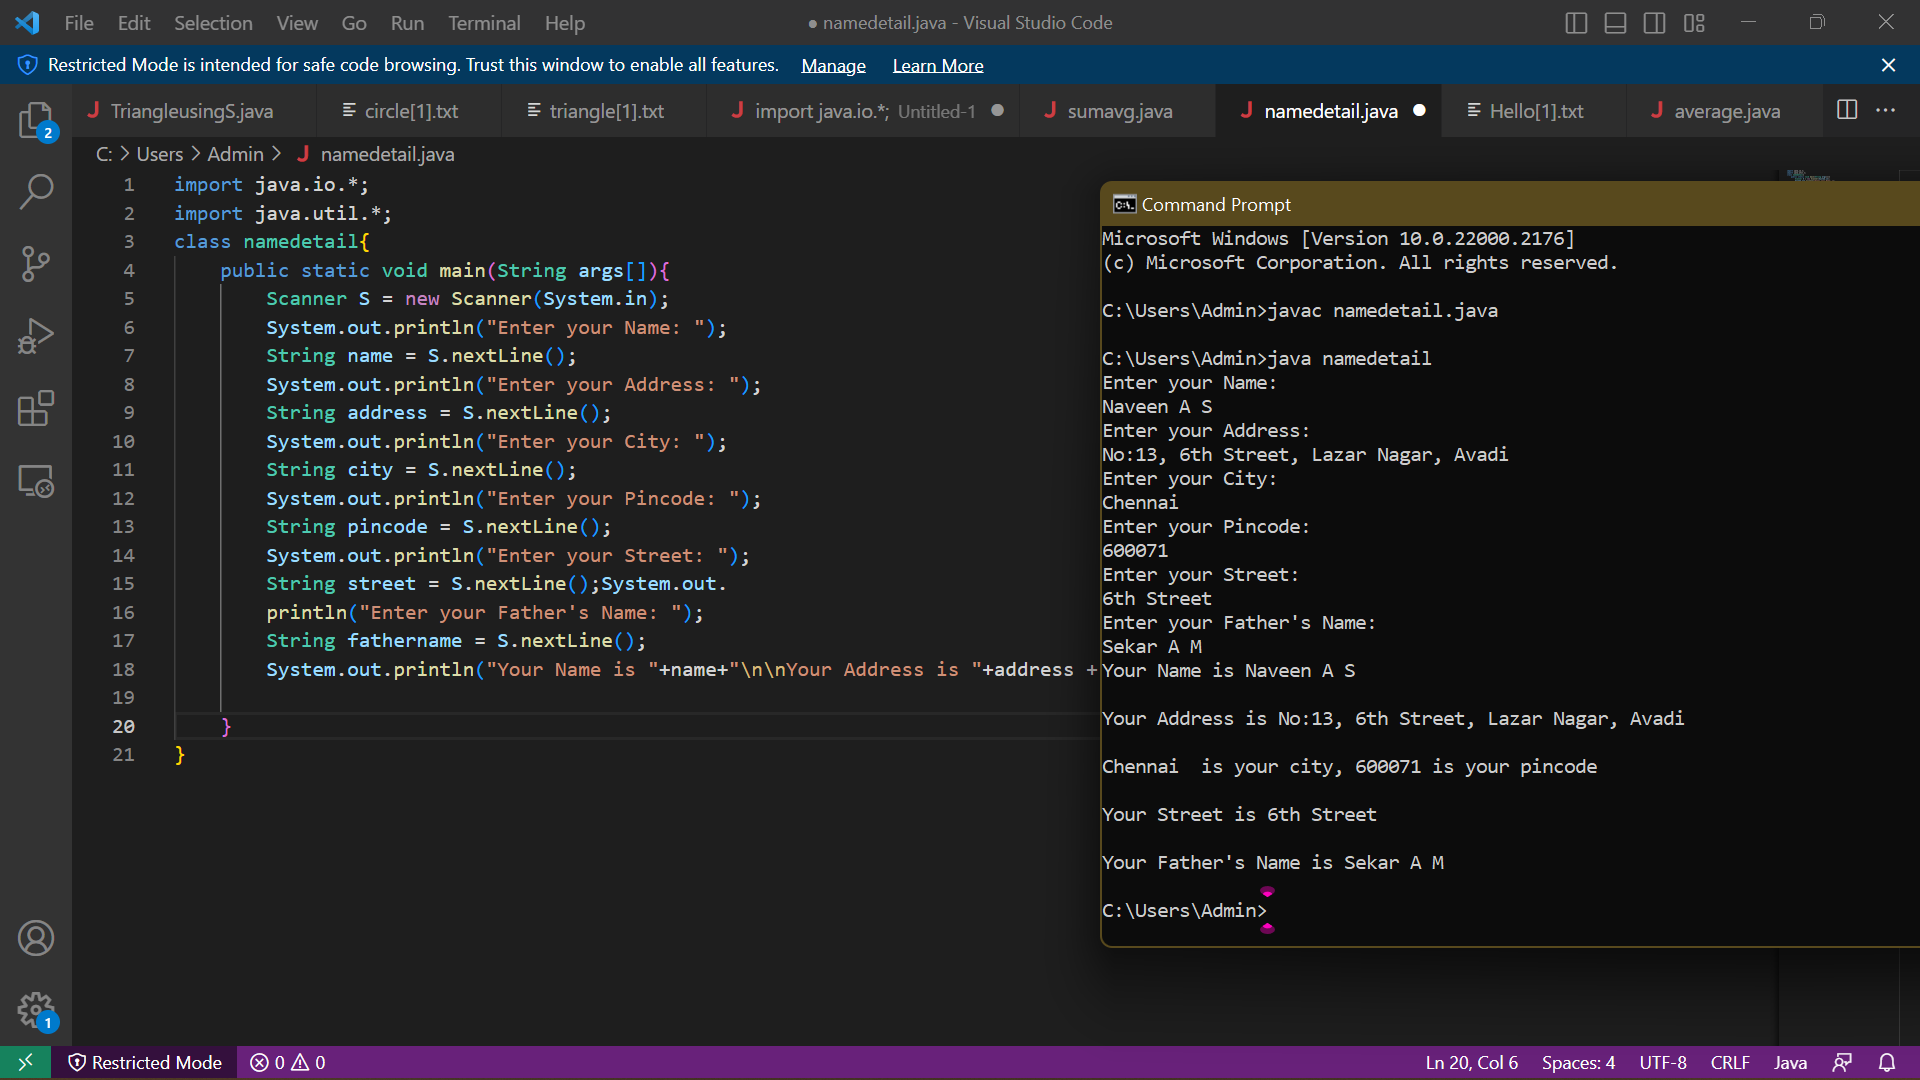 File Edit Selection View Go Run Terminal Help
● namedetail.java - Visual Studio Code
Restricted Mode is intended for safe code browsing. Trust this window to enable all features. Manage Learn More
2
TriangleusingS.java circle[1].txt triangle[1].txt import java.io.*; Untitled-1 sumavg.java namedetail.java Hello[1].txt average.java
C: > Users > Admin > J namedetail.java
1 import java.io.*;
2 import java.util.*;
3 class namedetail{
4 public static void main(String args[]){
5 Scanner S = new Scanner(System.in);
6 System.out.println("Enter your Name: ");
7 String name = S.nextLine();
8 System.out.println("Enter your Address: ");
9 String address = S.nextLine();
10 System.out.println("Enter your City: ");
11 String city = S.nextLine();
12 System.out.println("Enter your Pincode: ");
13 String pincode = S.nextLine();
14 System.out.println("Enter your Street: ");
15 String street = S.nextLine();System.out.
16 println("Enter your Father's Name: ");
17 String fathername = S.nextLine();
18 System.out.println("Your Name is "+name+"\n\nYour Address is "+address +
19
20 }
21 }
Command Prompt
Microsoft Windows [Version 10.0.22000.2176]
(c) Microsoft Corporation. All rights reserved.
C:\Users\Admin>javac namedetail.java
C:\Users\Admin>java namedetail
Enter your Name:
Naveen A S
Enter your Address:
No:13, 6th Street, Lazar Nagar, Avadi
Enter your City:
Chennai
Enter your Pincode:
600071
Enter your Street:
6th Street
Enter your Father's Name:
Sekar A M
Your Name is Naveen A S
Your Address is No:13, 6th Street, Lazar Nagar, Avadi
Chennai  is your city, 600071 is your pincode
Your Street is 6th Street
Your Father's Name is Sekar A M
C:\Users\Admin>
1
Restricted Mode 0 0 Ln 20, Col 6 Spaces: 4 UTF-8 CRLF Java